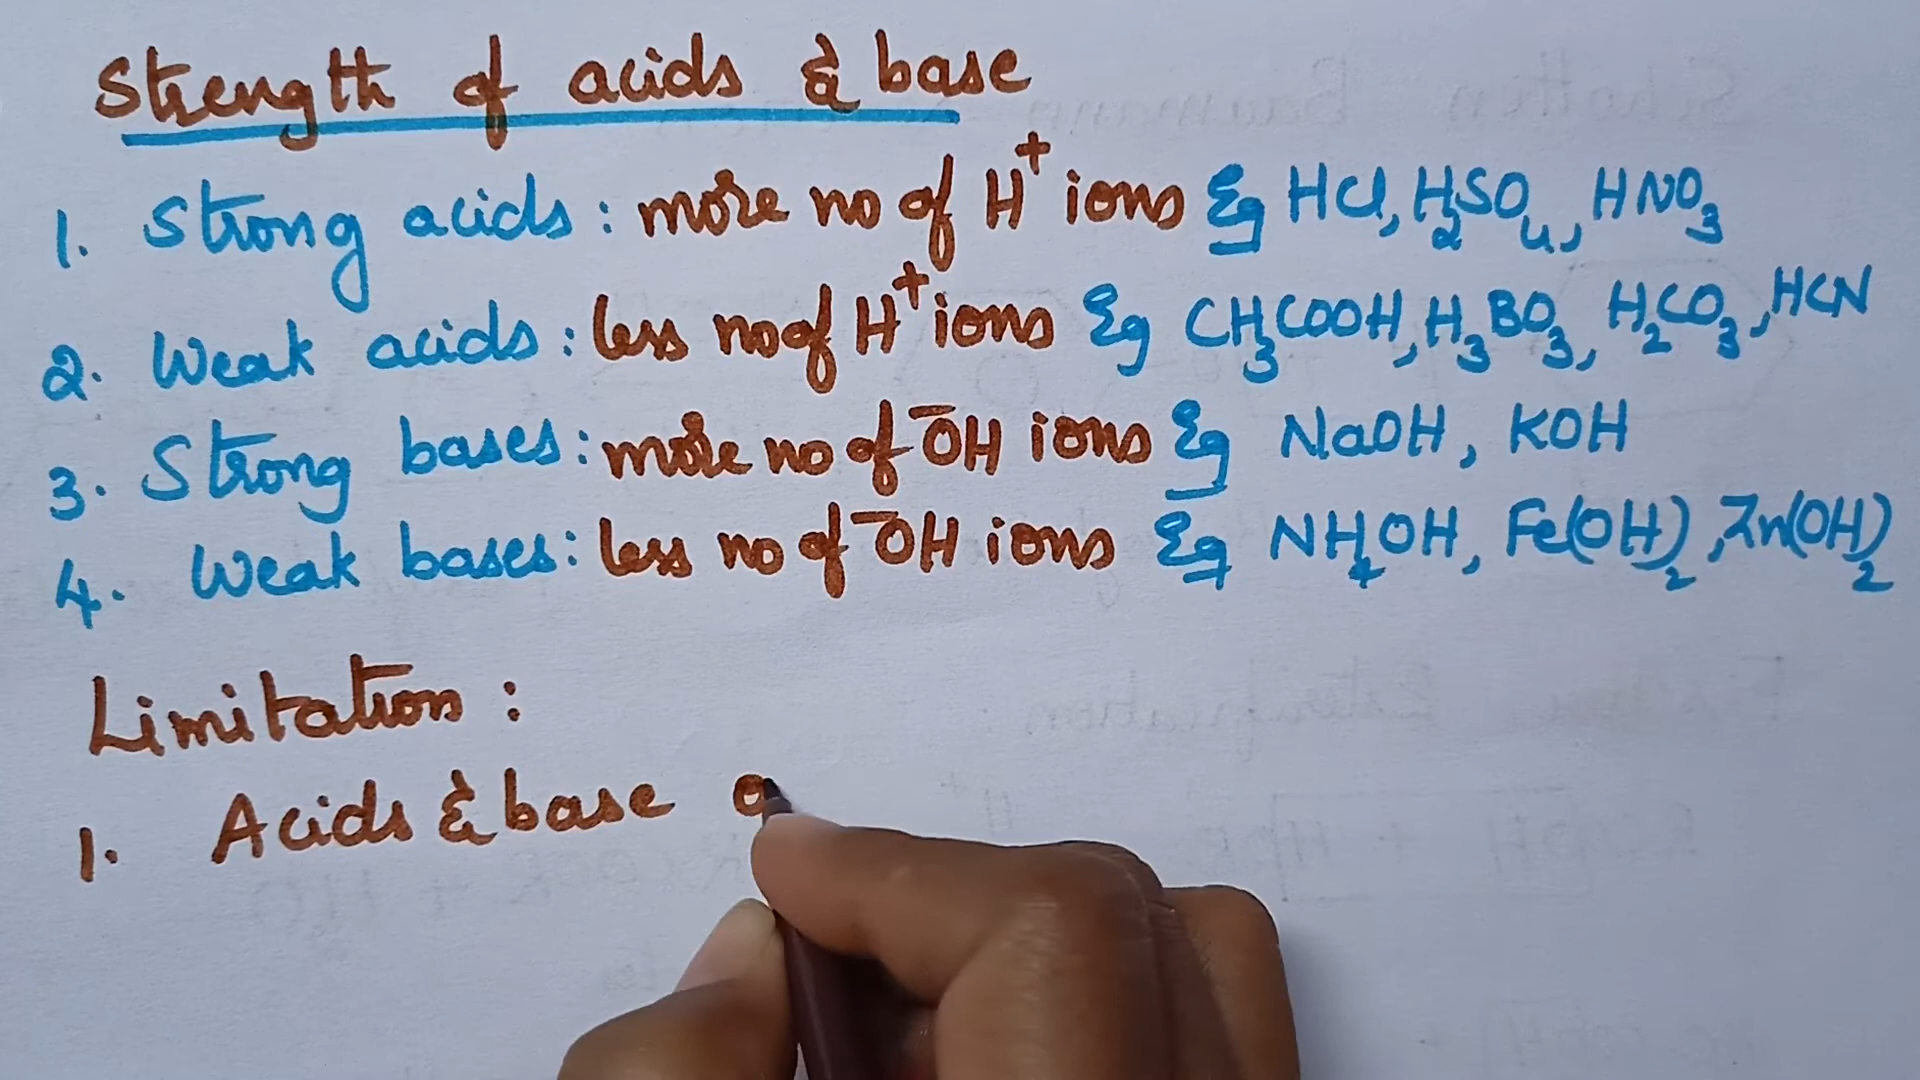 Strength of acids & base
1. Strong acids : more no of H⁺ ions Eg HCl, H₂SO₄, HNO₃
2. Weak acids : less no of H⁺ ions Eg CH₃COOH, H₃BO₃, H₂CO₃, HCN
3. Strong bases : more no of ⁻OH ions Eg NaOH, KOH
4. Weak bases : less no of ⁻OH ions Eg NH₄OH, Fe(OH)₂, Zn(OH)₂
Limitation :
1. Acids & base